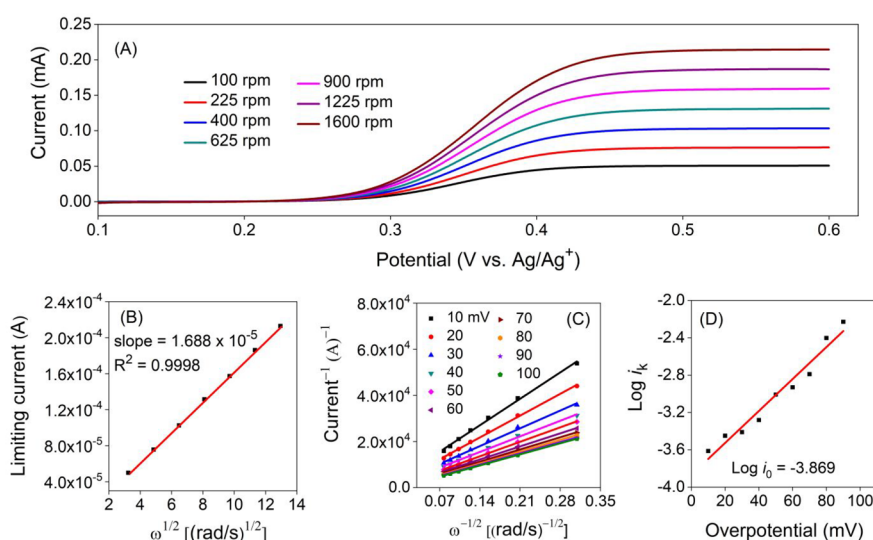 (A)
Current (mA)
0.25
0.20
0.15
0.10
0.05
0.00
100 rpm
225 rpm
400 rpm
625 rpm
900 rpm
1225 rpm
1600 rpm
0.1 0.2 0.3 0.4 0.5 0.6
Potential (V vs. Ag/Ag⁺)
(B)
Limiting current (A)
2.4x10⁻⁴
2.0x10⁻⁴
1.6x10⁻⁴
1.2x10⁻⁴
8.0x10⁻⁵
4.0x10⁻⁵
slope = 1.688 x 10⁻⁵
R² = 0.9998
2 4 6 8 10 12 14
ω¹/² [(rad/s)¹/²]
(C)
Current⁻¹ (A)⁻¹
8.0x10⁴
6.0x10⁴
4.0x10⁴
2.0x10⁴
0.0
10 mV
20
30
40
50
60
70
80
90
100
0.07 0.14 0.21 0.28 0.35
ω⁻¹/² [(rad/s)⁻¹/²]
(D)
Log iₖ
-2.0
-2.4
-2.8
-3.2
-3.6
-4.0
Log i₀ = -3.869
0 20 40 60 80 100
Overpotential (mV)